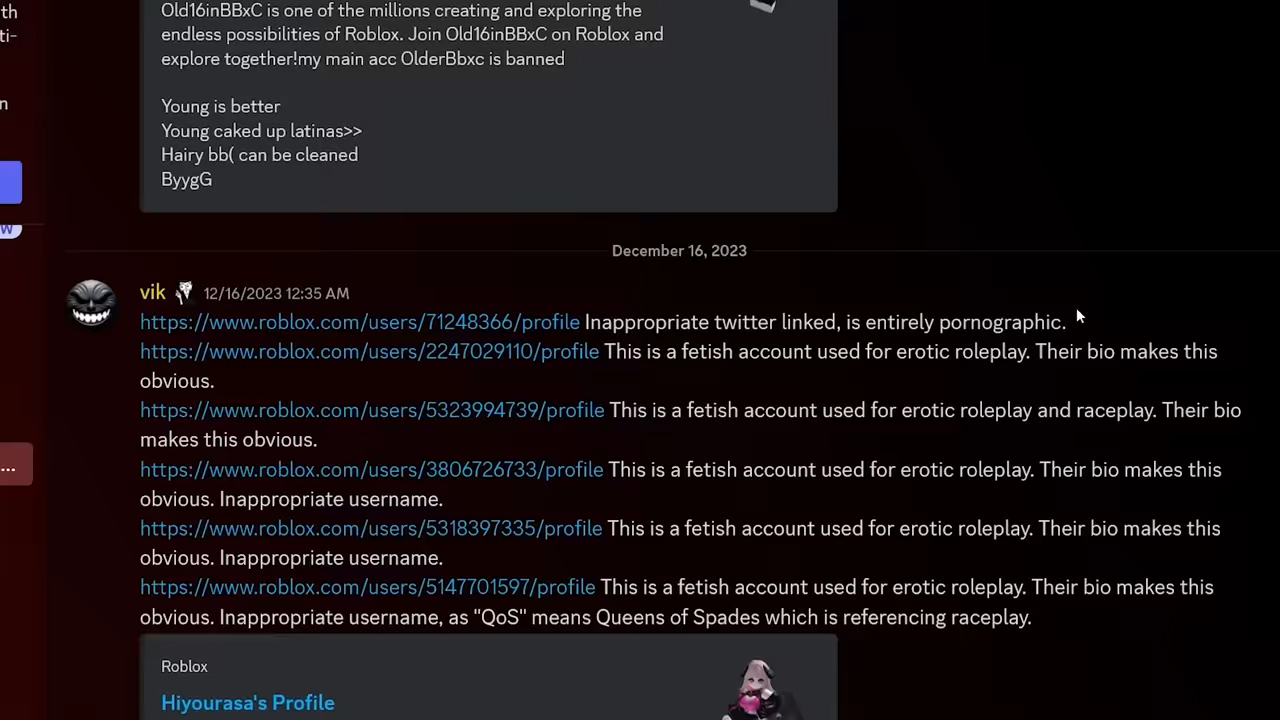 th
ti-
n
W
...
Old16inBBxC is one of the millions creating and exploring the
endless possibilities of Roblox. Join Old16inBBxC on Roblox and
explore together!my main acc OlderBbxc is banned
Young is better
Young caked up latinas>>
Hairy bb( can be cleaned
ByygG
December 16, 2023
vik 12/16/2023 12:35 AM
https://www.roblox.com/users/71248366/profile Inappropriate twitter linked, is entirely pornographic.
https://www.roblox.com/users/2247029110/profile This is a fetish account used for erotic roleplay. Their bio makes this
obvious.
https://www.roblox.com/users/5323994739/profile This is a fetish account used for erotic roleplay and raceplay. Their bio
makes this obvious.
https://www.roblox.com/users/3806726733/profile This is a fetish account used for erotic roleplay. Their bio makes this
obvious. Inappropriate username.
https://www.roblox.com/users/5318397335/profile This is a fetish account used for erotic roleplay. Their bio makes this
obvious. Inappropriate username.
https://www.roblox.com/users/5147701597/profile This is a fetish account used for erotic roleplay. Their bio makes this
obvious. Inappropriate username, as "QoS" means Queens of Spades which is referencing raceplay.
Roblox
Hiyourasa's Profile